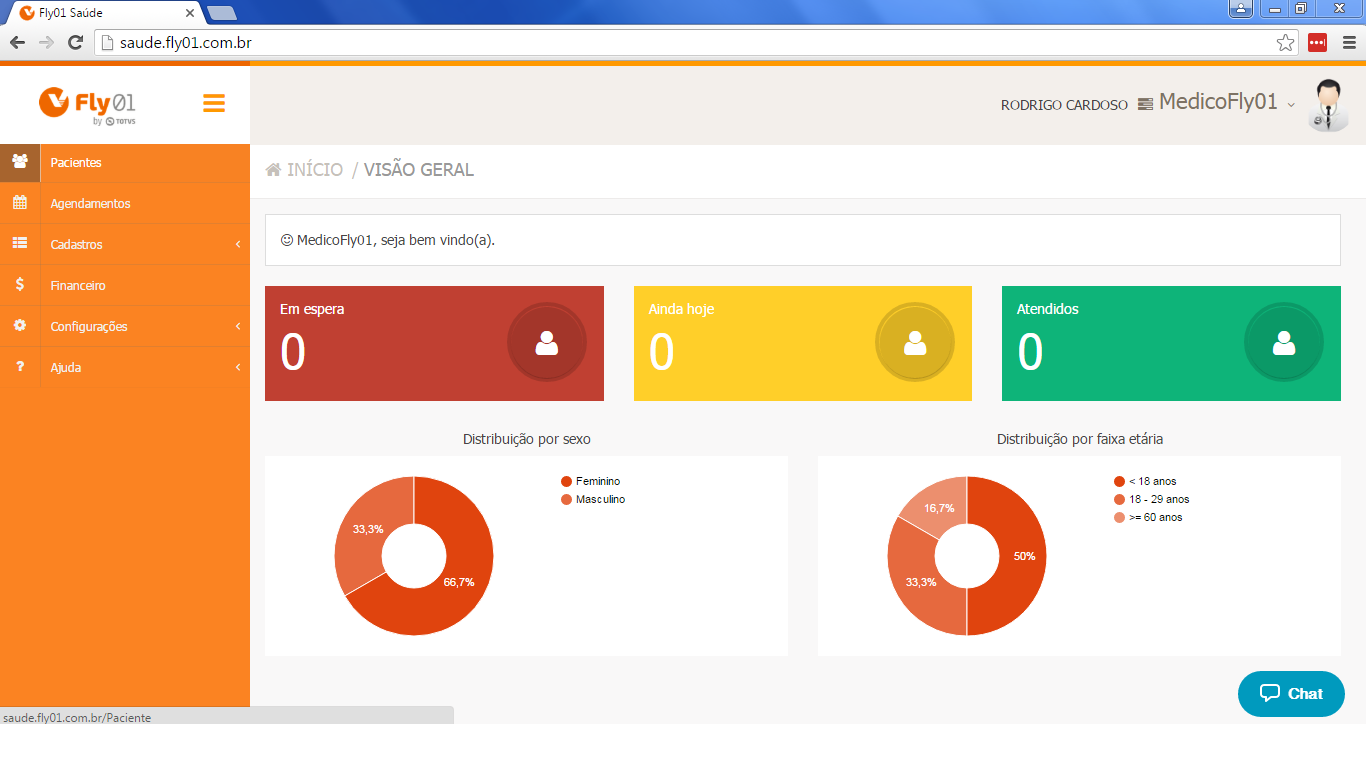 Fly01 Saúde
saude.fly01.com.br
Fly01
by TOTVS
RODRIGO CARDOSO MedicoFly01
Pacientes
Agendamentos
Cadastros
Financeiro
Configurações
Ajuda
INÍCIO / VISÃO GERAL
MedicoFly01, seja bem vindo(a).
Em espera
0
Ainda hoje
0
Atendidos
0
Distribuição por sexo
Feminino
Masculino
33,3%
66,7%
Distribuição por faixa etária
< 18 anos
18 - 29 anos
>= 60 anos
16,7%
50%
33,3%
Chat
saude.fly01.com.br/Paciente